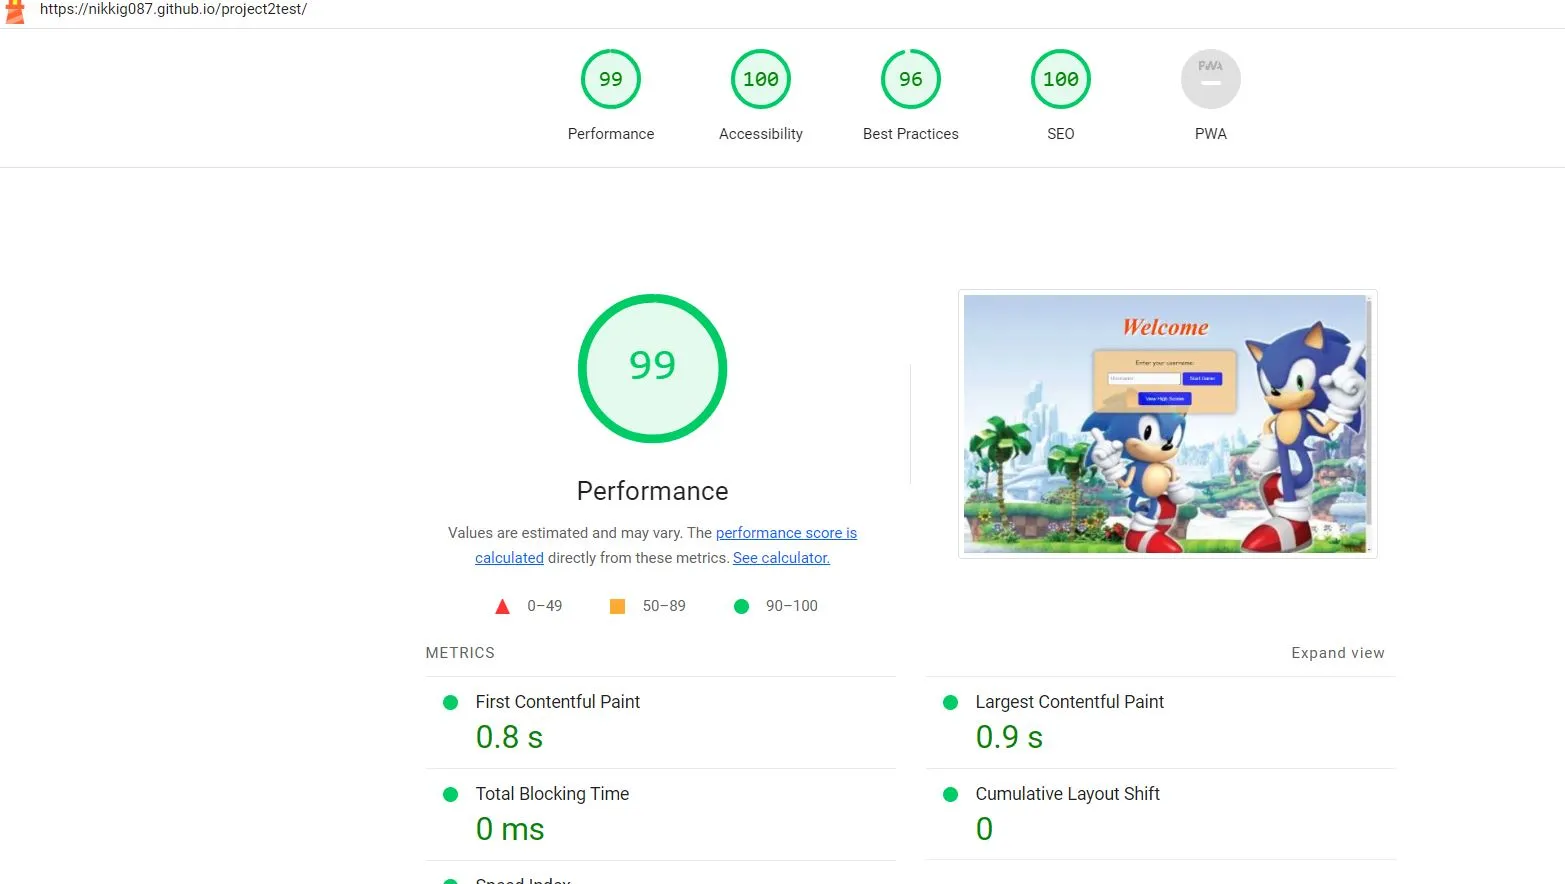 https://nikkig087.github.io/project2test/
99
100
96
100
PWA
Performance
Accessibility
Best Practices
SEO
PWA
99
Performance
Values are estimated and may vary. The performance score is
calculated directly from these metrics. See calculator.
0–49
50–89
90–100
Welcome
Enter your username:
Username
Start Game
View High Scores
METRICS
Expand view
First Contentful Paint
0.8 s
Largest Contentful Paint
0.9 s
Total Blocking Time
0 ms
Cumulative Layout Shift
0
Speed Index